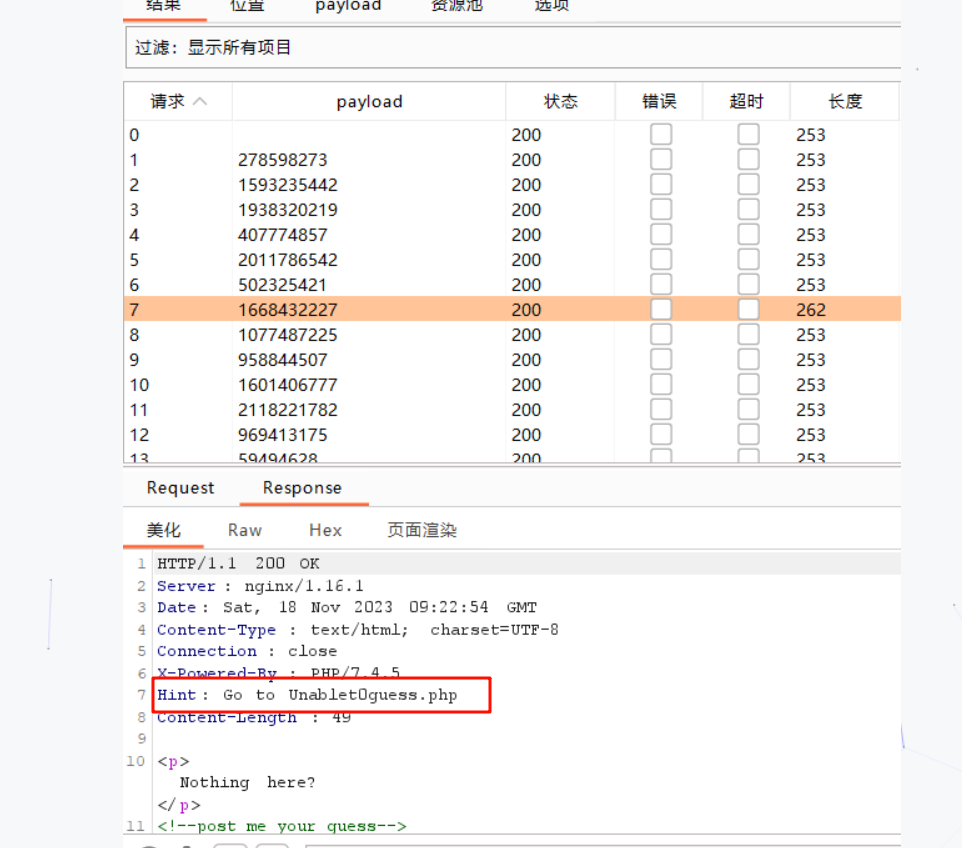 结果 位置 payload 资源池 选项
过滤：显示所有项目
请求 payload 状态 错误 超时 长度
0 200 253
1 278598273 200 253
2 1593235442 200 253
3 1938320219 200 253
4 407774857 200 253
5 2011786542 200 253
6 502325421 200 253
7 1668432227 200 262
8 1077487225 200 253
9 958844507 200 253
10 1601406777 200 253
11 2118221782 200 253
12 969413175 200 253
13 59494628 200 253
Request Response
美化 Raw Hex 页面渲染
1 HTTP/1.1 200 OK
2 Server : nginx/1.16.1
3 Date : Sat, 18 Nov 2023 09:22:54 GMT
4 Content-Type : text/html; charset=UTF-8
5 Connection : close
6 X-Powered-By : PHP/7.4.5
7 Hint : Go to Unablet0guess.php
8 Content-Length : 49
9
10 <p>
Nothing here?
</p>
11 <!--post me your guess-->